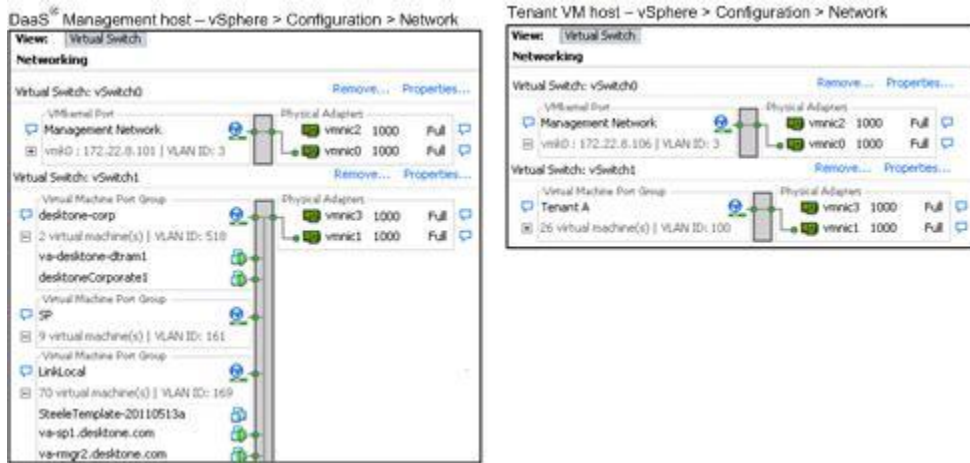 DaaS® Management host – vSphere > Configuration > Network
View: Virtual Switch
Networking
Virtual Switch: vSwitch0 Remove... Properties...
VMkernel Port Physical Adapters
Management Network vmnic2 1000 Full
vmk0 : 172.22.8.101 | VLAN ID: 3 vmnic0 1000 Full
Virtual Switch: vSwitch1 Remove... Properties...
Virtual Machine Port Group Physical Adapters
desktone-corp vmnic3 1000 Full
2 virtual machine(s) | VLAN ID: 518 vmnic1 1000 Full
va-desktone-dtram1
desktoneCorporate1
Virtual Machine Port Group
SP
9 virtual machine(s) | VLAN ID: 161
Virtual Machine Port Group
LinkLocal
70 virtual machine(s) | VLAN ID: 169
SteeleTemplate-20110513a
va-sp1.desktone.com
va-mgr2.desktone.com
Tenant VM host – vSphere > Configuration > Network
View: Virtual Switch
Networking
Virtual Switch: vSwitch0 Remove... Properties...
VMkernel Port Physical Adapters
Management Network vmnic2 1000 Full
vmk0 : 172.22.8.106 | VLAN ID: 3 vmnic0 1000 Full
Virtual Switch: vSwitch1 Remove... Properties...
Virtual Machine Port Group Physical Adapters
Tenant A vmnic3 1000 Full
26 virtual machine(s) | VLAN ID: 100 vmnic1 1000 Full